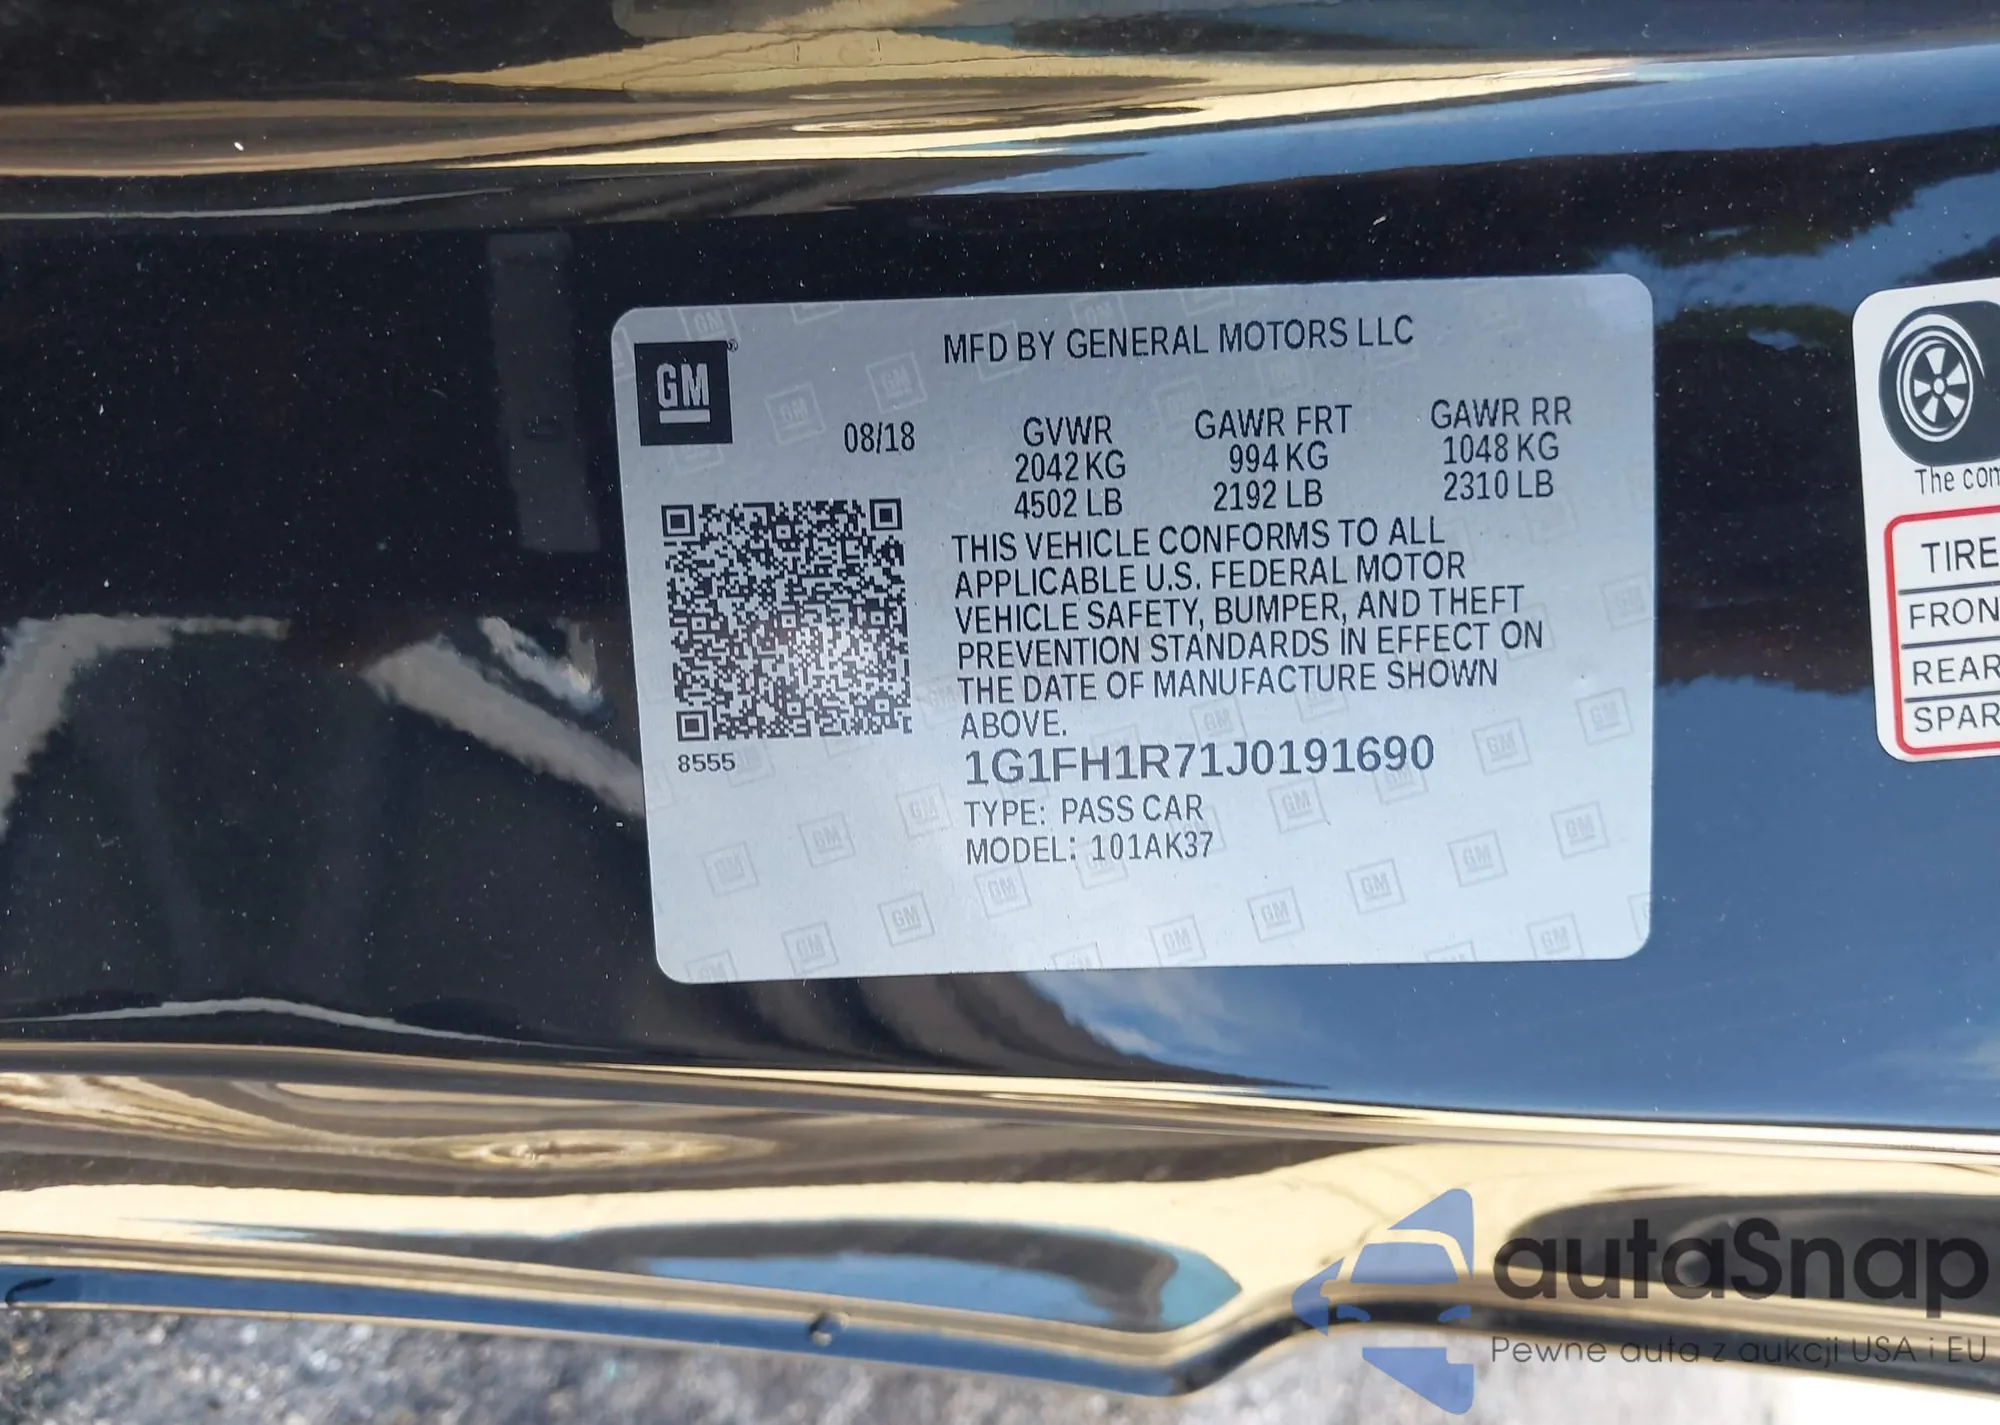 MFD BY GENERAL MOTORS LLC
GM
®
08/18
GVWR
2042 KG
4502 LB
GAWR FRT
994 KG
2192 LB
GAWR RR
1048 KG
2310 LB
THIS VEHICLE CONFORMS TO ALL
APPLICABLE U.S. FEDERAL MOTOR
VEHICLE SAFETY, BUMPER, AND THEFT
PREVENTION STANDARDS IN EFFECT ON
THE DATE OF MANUFACTURE SHOWN
ABOVE.
8555
1G1FH1R71J0191690
TYPE: PASS CAR
MODEL: 101AK37
The com
TIRE
FRON
REAR
SPAR
autaSnap
Pewne auta z aukcji USA i EU